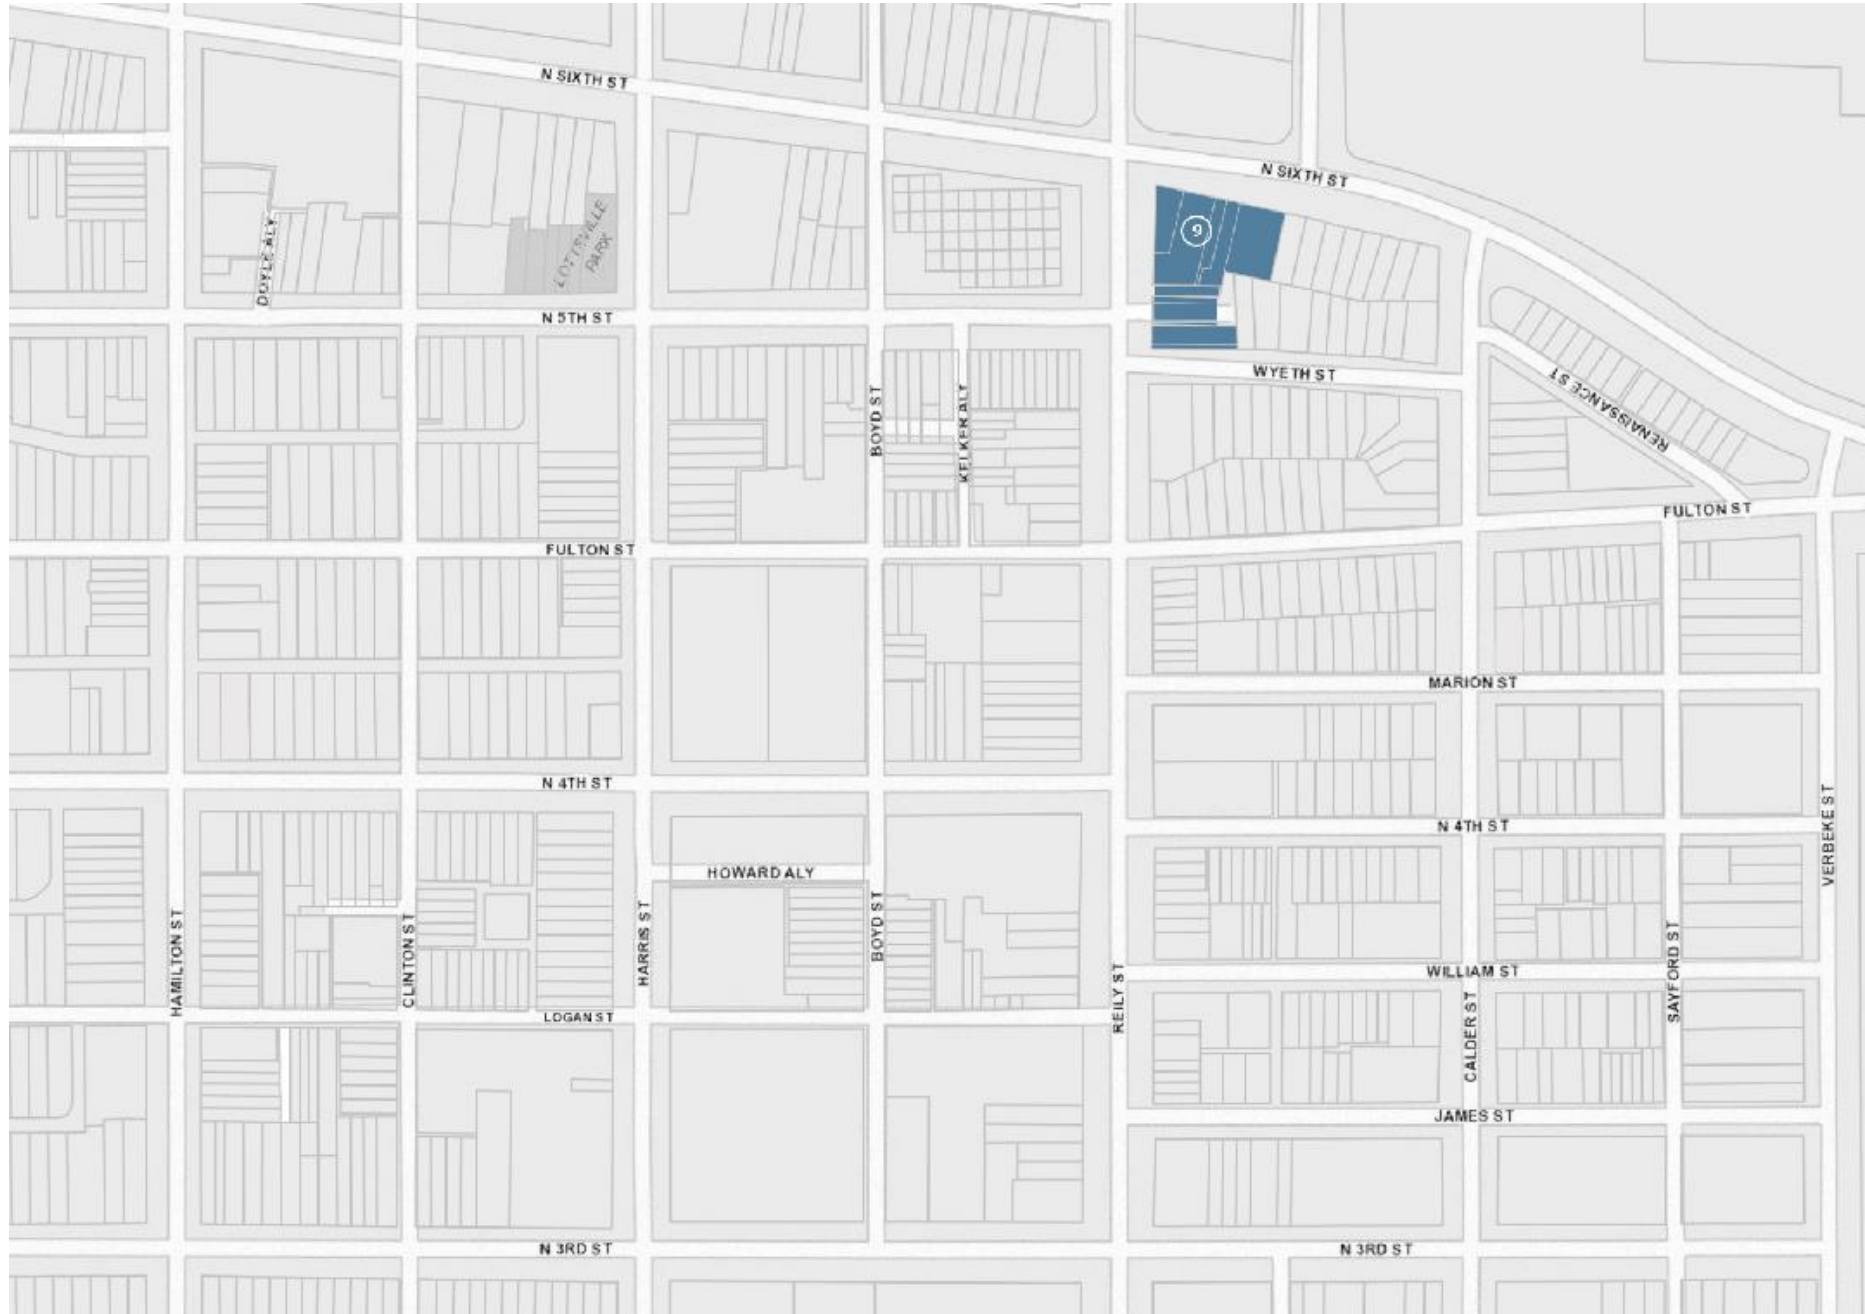 N SIXTH ST
N SIXTH ST
LOTTSVILLE
PARK
9
DOYLE ALY
N 5TH ST
WYETH ST
RENAISSANCE ST
BOYD ST
KELKER ALY
FULTON ST
FULTON ST
MARION ST
N 4TH ST
N 4TH ST
VERBEKE ST
HOWARD ALY
HAMILTON ST
CLINTON ST
HARRIS ST
BOYD ST
REILY ST
WILLIAM ST
CALDER ST
SAYFORD ST
LOGAN ST
JAMES ST
N 3RD ST
N 3RD ST